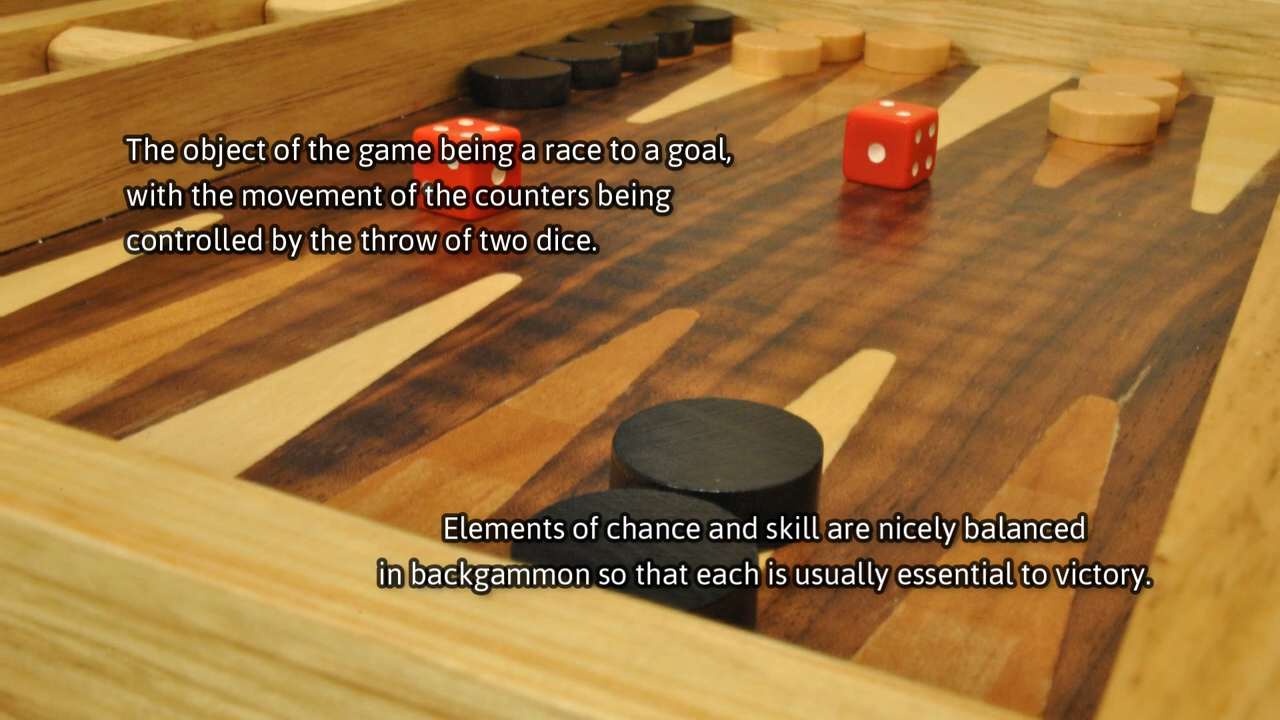 The object of the game being a race to a goal,
with the movement of the counters being
controlled by the throw of two dice.
Elements of chance and skill are nicely balanced
in backgammon so that each is usually essential to victory.